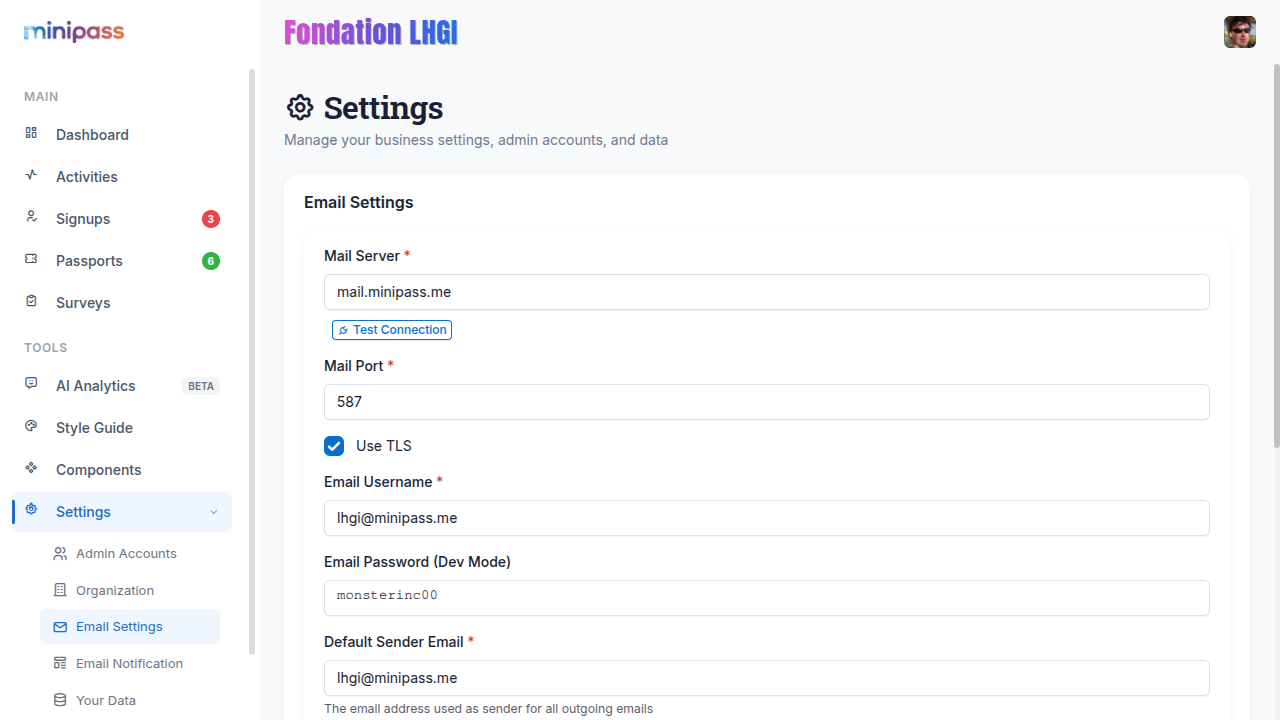 minipass
MAIN
Dashboard
Activities
Signups 3
Passports 6
Surveys
TOOLS
AI Analytics BETA
Style Guide
Components
Settings
Admin Accounts
Organization
Email Settings
Email Notification
Your Data
Fondation LHGI
Settings
Manage your business settings, admin accounts, and data
Email Settings
Mail Server *
mail.minipass.me
Test Connection
Mail Port *
587
Use TLS
Email Username *
lhgi@minipass.me
Email Password (Dev Mode)
monsterinc00
Default Sender Email *
lhgi@minipass.me
The email address used as sender for all outgoing emails